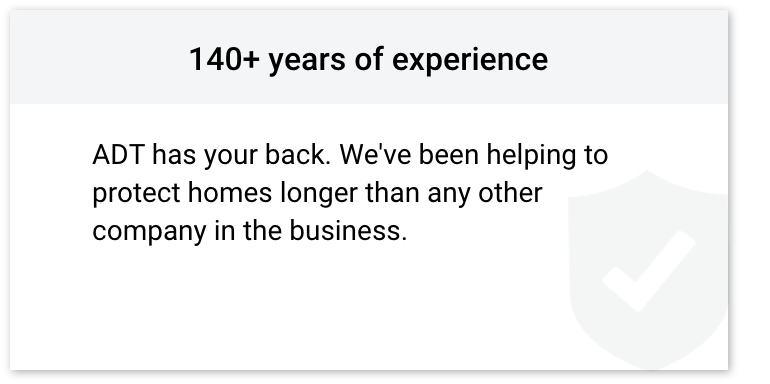 140+ years of experience
ADT has your back. We've been helping to
protect homes longer than any other
company in the business.